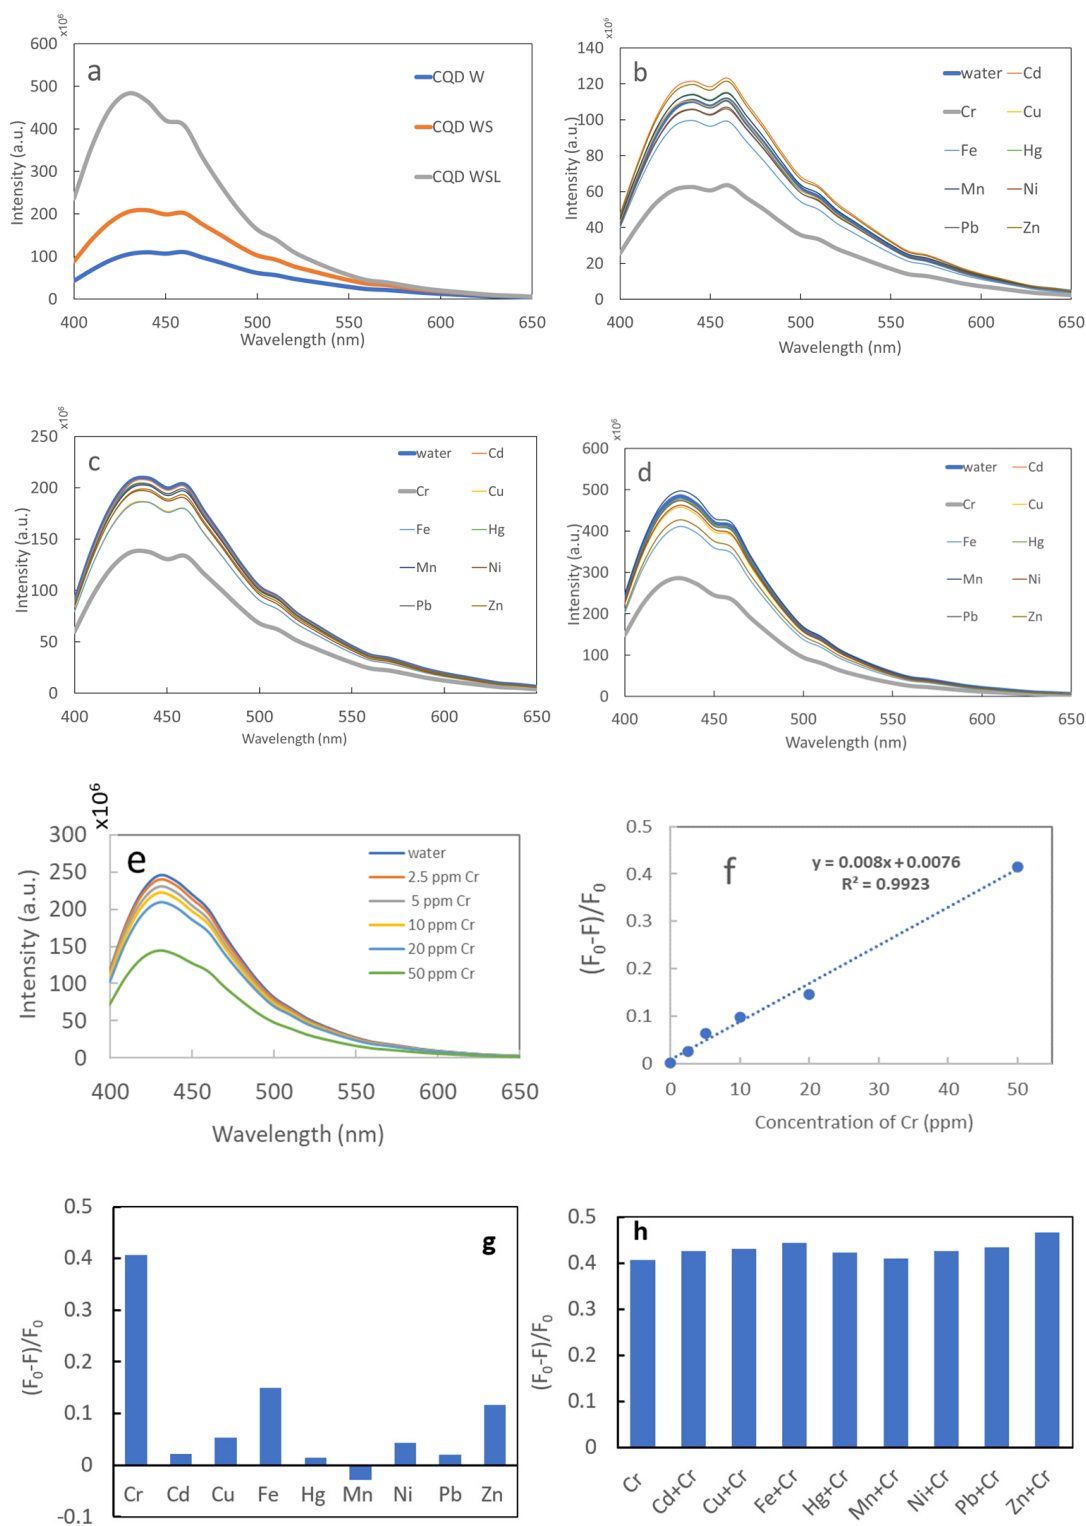 x10⁶
600
500
400
300
200
100
0
400 450 500 550 600 650
Intensity (a.u.)
Wavelength (nm)
a
CQD W
CQD WS
CQD WSL
x10⁶
140
120
100
80
60
40
20
0
400 450 500 550 600 650
Intensity (a.u.)
Wavelength (nm)
b
water Cd
Cr Cu
Fe Hg
Mn Ni
Pb Zn
x10⁶
250
200
150
100
50
0
400 450 500 550 600 650
Intensity (a.u.)
Wavelength (nm)
c
water Cd
Cr Cu
Fe Hg
Mn Ni
Pb Zn
x10⁶
600
500
400
300
200
100
0
400 450 500 550 600 650
Intensity (a.u.)
Wavelength (nm)
d
water Cd
Cr Cu
Fe Hg
Mn Ni
Pb Zn
x10⁶
300
250
200
150
100
50
0
400 450 500 550 600 650
Intensity (a.u.)
Wavelength (nm)
e
water
2.5 ppm Cr
5 ppm Cr
10 ppm Cr
20 ppm Cr
50 ppm Cr
0.5
0.4
0.3
0.2
0.1
0
0 10 20 30 40 50
(F₀-F)/F₀
Concentration of Cr (ppm)
f
y = 0.008x + 0.0076
R² = 0.9923
0.5
0.4
0.3
0.2
0.1
0
-0.1
(F₀-F)/F₀
g
Cr Cd Cu Fe Hg Mn Ni Pb Zn
0.5
0.4
0.3
0.2
0.1
0
(F₀-F)/F₀
h
Cr
Cd+Cr
Cu+Cr
Fe+Cr
Hg+Cr
Mn+Cr
Ni+Cr
Pb+Cr
Zn+Cr